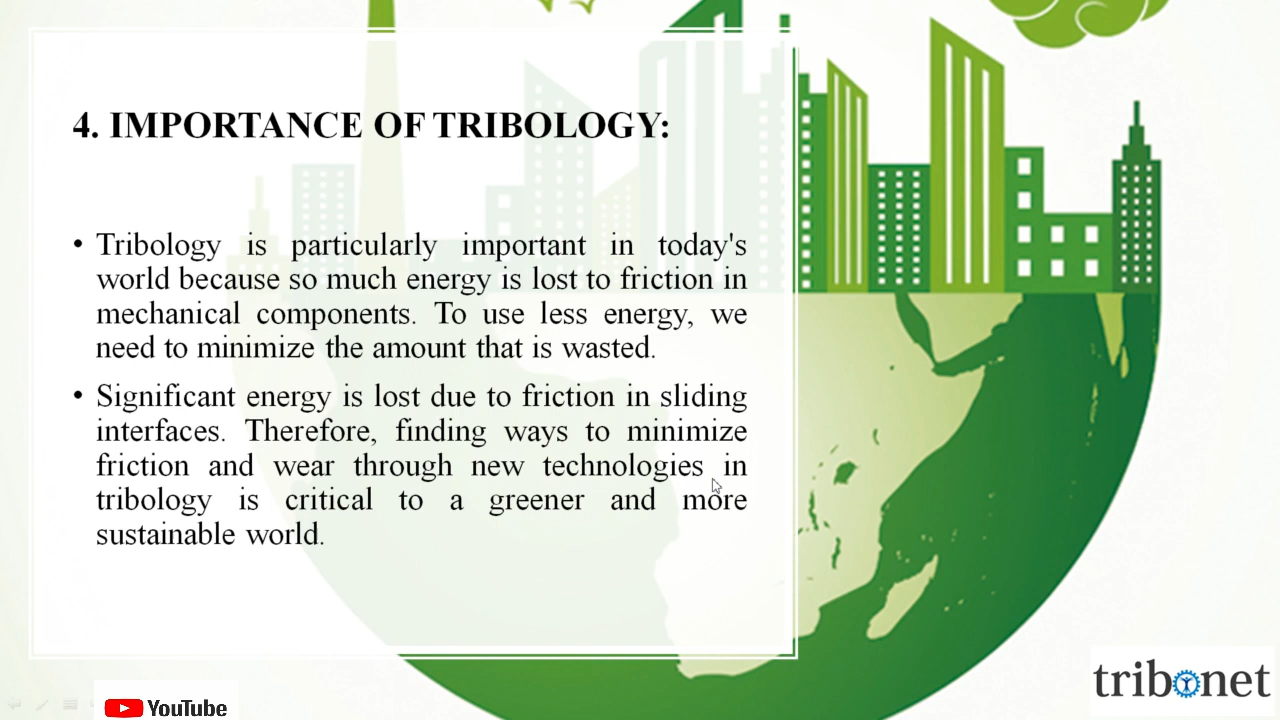 4. IMPORTANCE OF TRIBOLOGY:
• Tribology is particularly important in today's
world because so much energy is lost to friction in
mechanical components. To use less energy, we
need to minimize the amount that is wasted.
• Significant energy is lost due to friction in sliding
interfaces. Therefore, finding ways to minimize
friction and wear through new technologies in
tribology is critical to a greener and more
sustainable world.
YouTube
tribonet